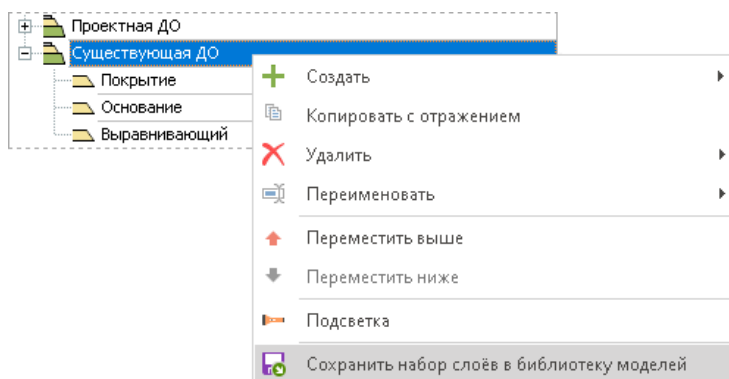 Проектная ДО
Существующая ДО
Покрытие
Основание
Выравнивающий
Создать
Копировать с отражением
Удалить
Переименовать
Переместить выше
Переместить ниже
Подсветка
Сохранить набор слоёв в библиотеку моделей